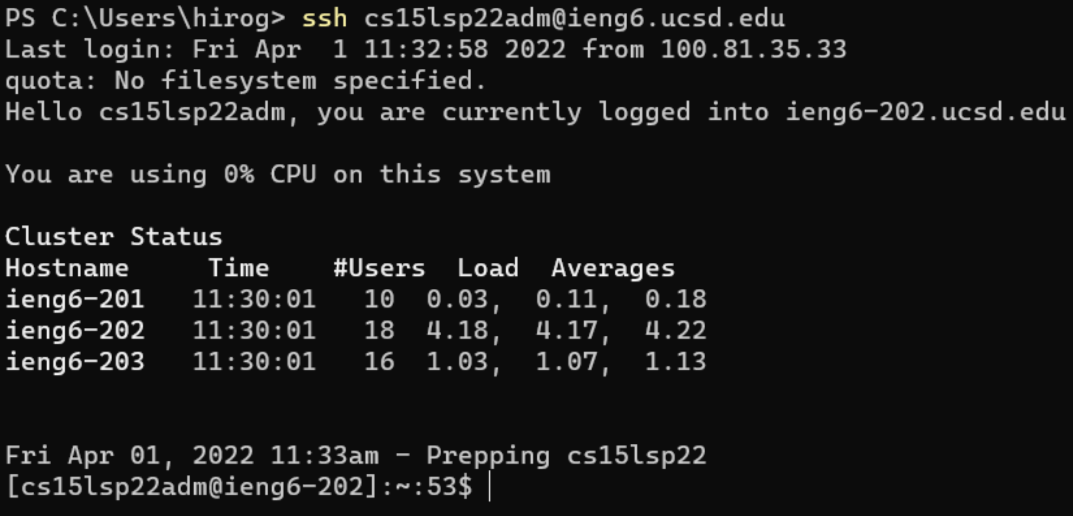 PS C:\Users\hirog> ssh cs15lsp22adm@ieng6.ucsd.edu
Last login: Fri Apr  1 11:32:58 2022 from 100.81.35.33
quota: No filesystem specified.
Hello cs15lsp22adm, you are currently logged into ieng6-202.ucsd.edu
You are using 0% CPU on this system
Cluster Status
Hostname     Time    #Users  Load  Averages
ieng6-201   11:30:01   10  0.03,  0.11,  0.18
ieng6-202   11:30:01   18  4.18,  4.17,  4.22
ieng6-203   11:30:01   16  1.03,  1.07,  1.13
Fri Apr 01, 2022 11:33am - Prepping cs15lsp22
[cs15lsp22adm@ieng6-202]:~:53$